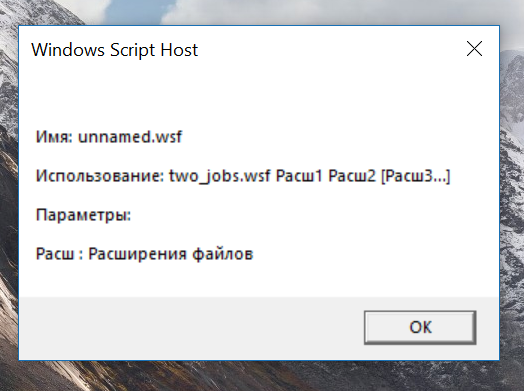 Windows Script Host
Имя: unnamed.wsf
Использование: two_jobs.wsf Расш1 Расш2 [Расш3...]
Параметры:
Расш : Расширения файлов
OK